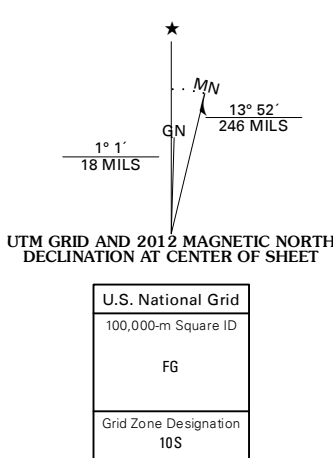 ★
MN
13° 52´
246 MILS
GN
1° 1´
18 MILS
UTM GRID AND 2012 MAGNETIC NORTH
DECLINATION AT CENTER OF SHEET
U.S. National Grid
100,000-m Square ID
FG
Grid Zone Designation
10S